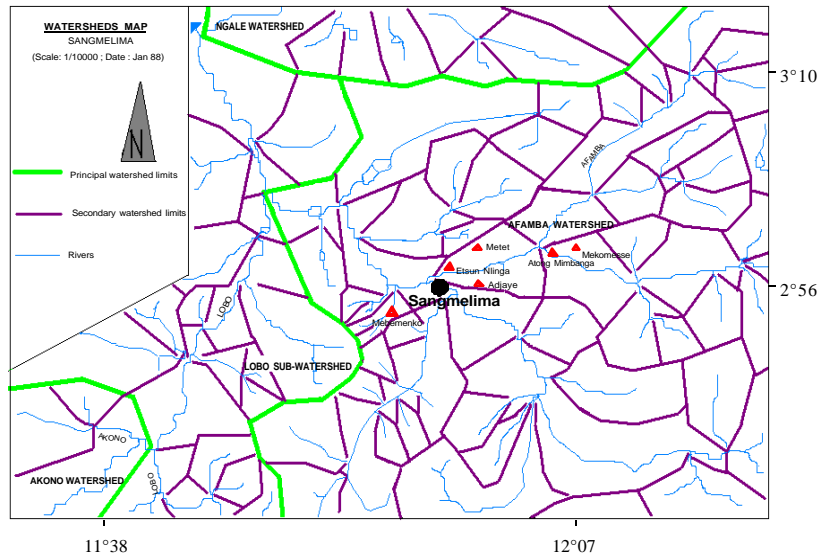 WATERSHEDS MAP
SANGMELIMA
(Scale: 1/10000 ; Date : Jan 88)
N
Principal watershed limits
Secondary watershed limits
Rivers
NGALE WATERSHED
3°10
AFAMBA
AFAMBA WATERSHED
Metet
Mekomesse
Atong Mimbanga
Etsun Nlinga
Adjaye
2°56
Sangmelima
Mebemenko
LOBO
LOBO SUB-WATERSHED
AKONO
AKONO WATERSHED
LOBO
11°38
12°07